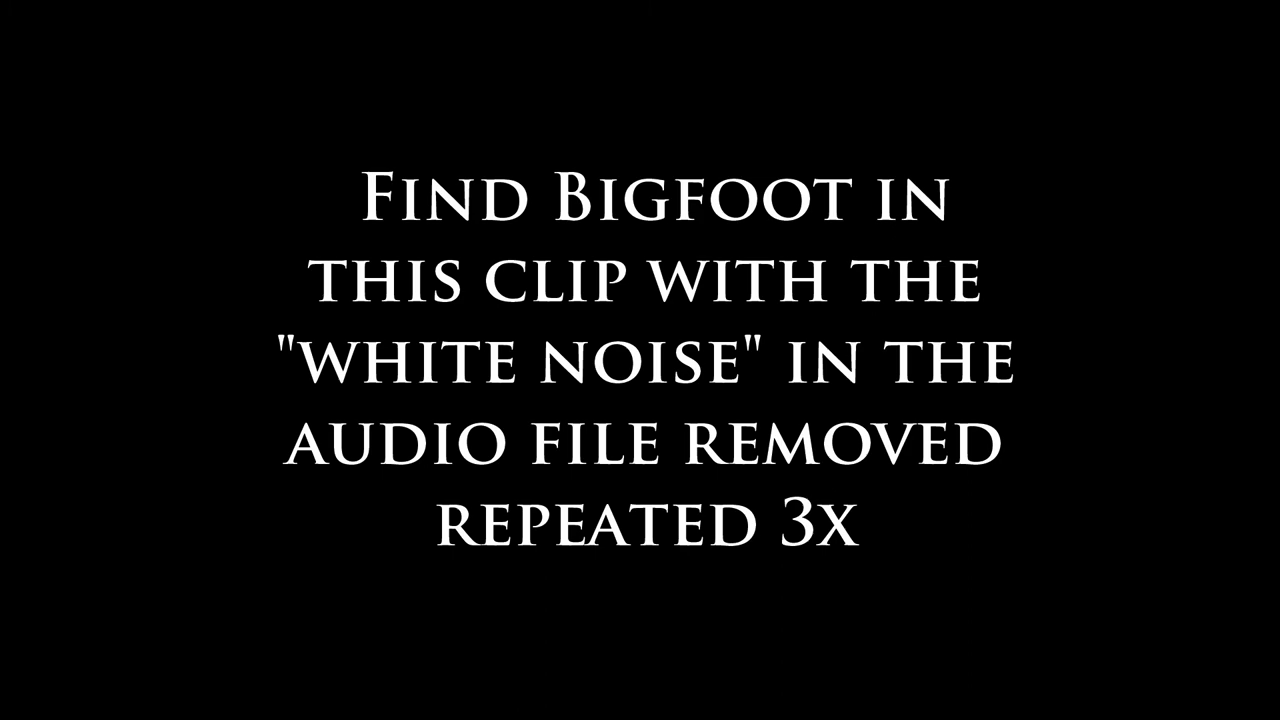 Find Bigfoot in
this clip with the
"white noise" in the
audio file removed
repeated 3x